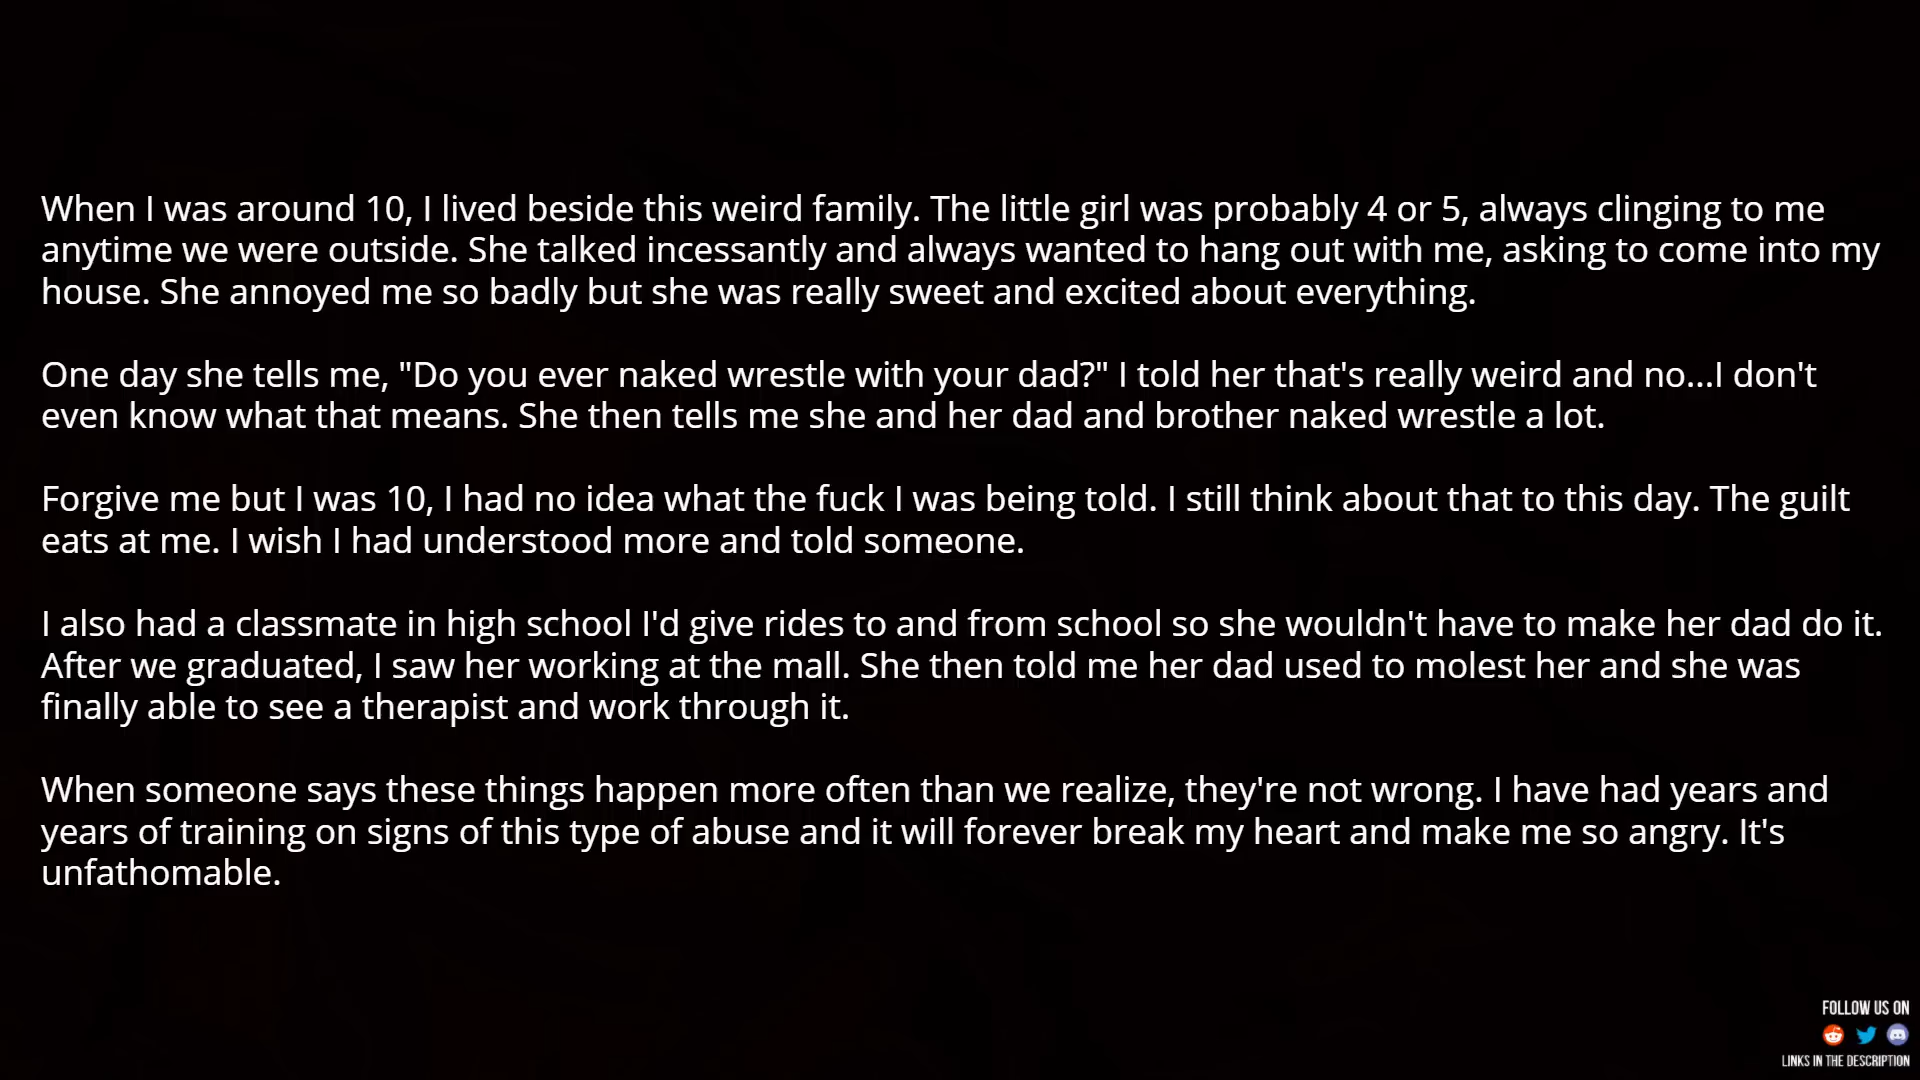 When I was around 10, I lived beside this weird family. The little girl was probably 4 or 5, always clinging to me
anytime we were outside. She talked incessantly and always wanted to hang out with me, asking to come into my
house. She annoyed me so badly but she was really sweet and excited about everything.
One day she tells me, "Do you ever naked wrestle with your dad?" I told her that's really weird and no...I don't
even know what that means. She then tells me she and her dad and brother naked wrestle a lot.
Forgive me but I was 10, I had no idea what the fuck I was being told. I still think about that to this day. The guilt
eats at me. I wish I had understood more and told someone.
I also had a classmate in high school I'd give rides to and from school so she wouldn't have to make her dad do it.
After we graduated, I saw her working at the mall. She then told me her dad used to molest her and she was
finally able to see a therapist and work through it.
When someone says these things happen more often than we realize, they're not wrong. I have had years and
years of training on signs of this type of abuse and it will forever break my heart and make me so angry. It's
unfathomable.
FOLLOW US ON
LINKS IN THE DESCRIPTION